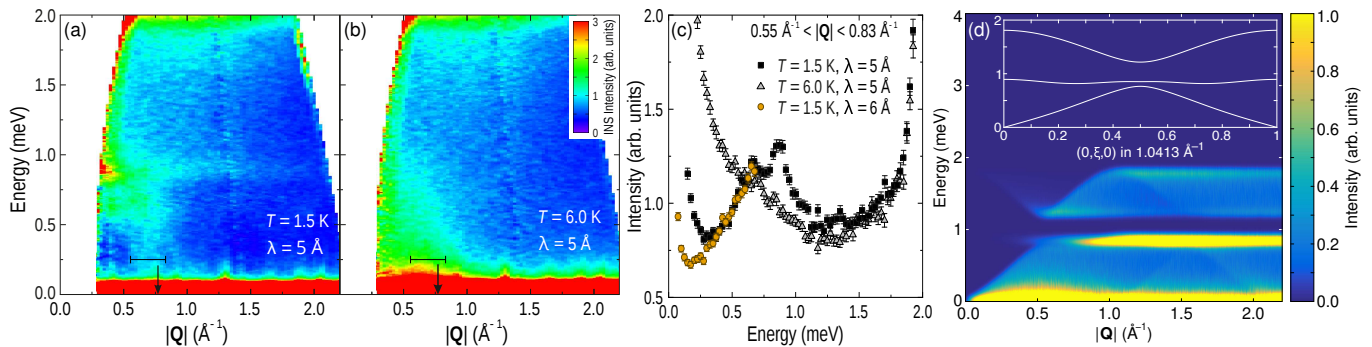 (a)
2.0
1.5
1.0
0.5
0.0
Energy (meV)
T = 1.5 K
λ = 5 Å
0.5 1.0 1.5 2.0
|Q| (Å⁻¹)
(b)
T = 6.0 K
λ = 5 Å
3
2
1
0
INS Intensity (arb. units)
0.5 1.0 1.5 2.0
|Q| (Å⁻¹)
(c)
0.55 Å⁻¹ < |Q| < 0.83 Å⁻¹
T = 1.5 K, λ = 5 Å
T = 6.0 K, λ = 5 Å
T = 1.5 K, λ = 6 Å
2.0
1.5
1.0
0.5
Intensity (arb. units)
0.0 0.5 1.0 1.5 2.0
Energy (meV)
(d)
4
3
2
1
0
Energy (meV)
2
1
0
0 0.2 0.4 0.6 0.8 1
(0,ξ,0) in 1.0413 Å⁻¹
0.0 0.5 1.0 1.5 2.0
|Q| (Å⁻¹)
1.0
0.8
0.6
0.4
0.2
0.0
Intensity (arb. units)